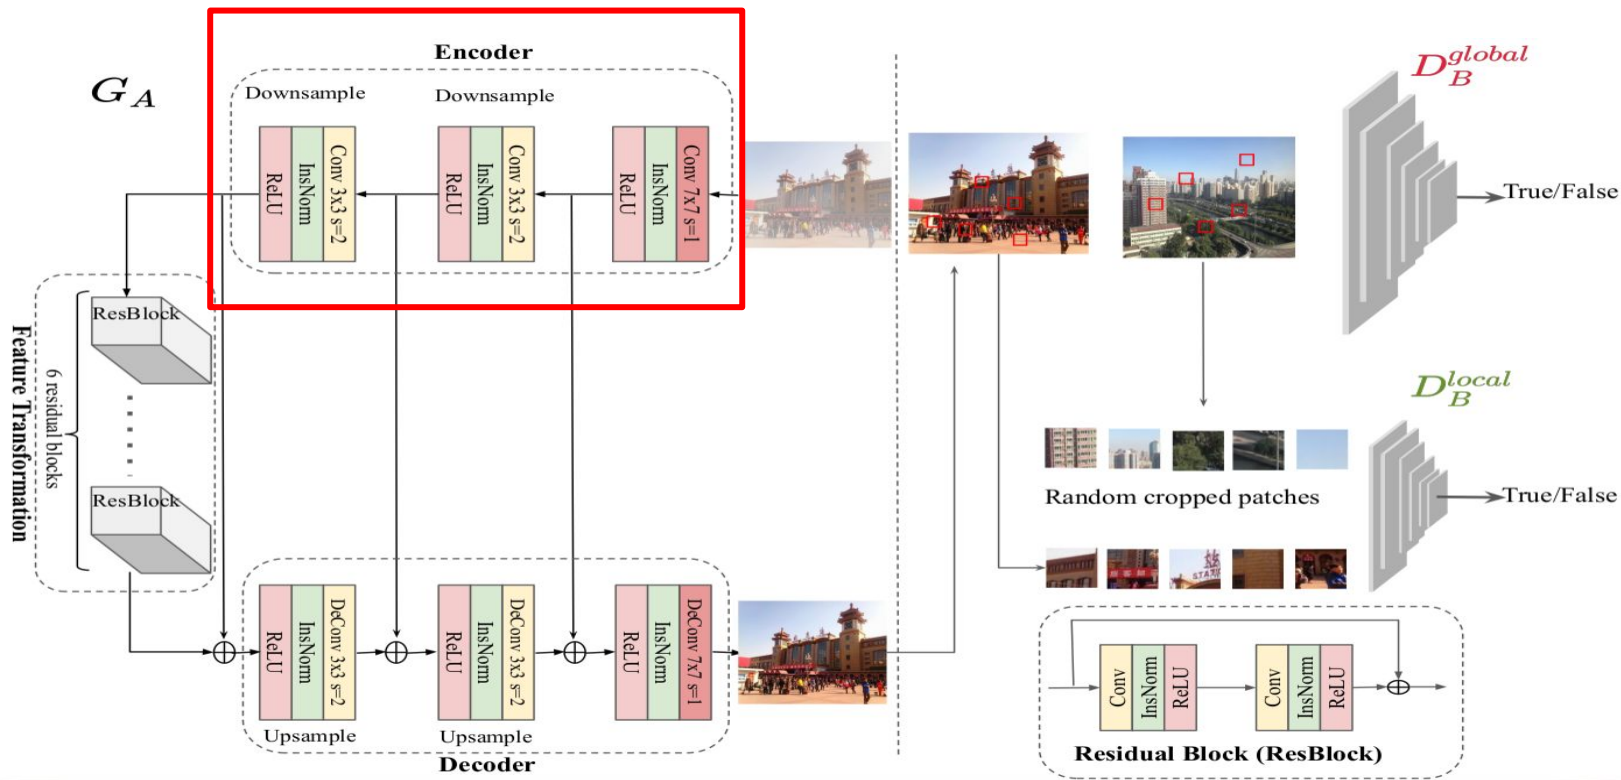 G_A
Encoder
Downsample
Downsample
ReLU
InsNorm
Conv 3x3 s=2
ReLU
InsNorm
Conv 3x3 s=2
ReLU
InsNorm
Conv 7x7 s=1
Feature Transformation
6 residual blocks
ResBlock
ResBlock
ReLU
InsNorm
DeConv 3x3 s=2
ReLU
InsNorm
DeConv 3x3 s=2
ReLU
InsNorm
DeConv 7x7 s=1
Upsample
Upsample
Decoder
D_B^global
True/False
D_B^local
True/False
Random cropped patches
STA
Conv
InsNorm
ReLU
Conv
InsNorm
ReLU
Residual Block (ResBlock)